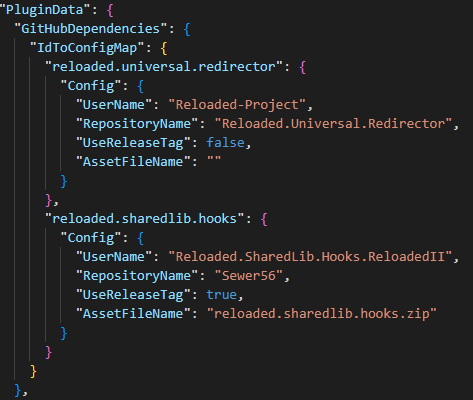 "PluginData": {
"GitHubDependencies": {
"IdToConfigMap": {
"reloaded.universal.redirector": {
"Config": {
"UserName": "Reloaded-Project",
"RepositoryName": "Reloaded.Universal.Redirector",
"UseReleaseTag": false,
"AssetFileName": ""
}
},
"reloaded.sharedlib.hooks": {
"Config": {
"UserName": "Reloaded.SharedLib.Hooks.ReloadedII",
"RepositoryName": "Sewer56",
"UseReleaseTag": true,
"AssetFileName": "reloaded.sharedlib.hooks.zip"
}
}
}
},